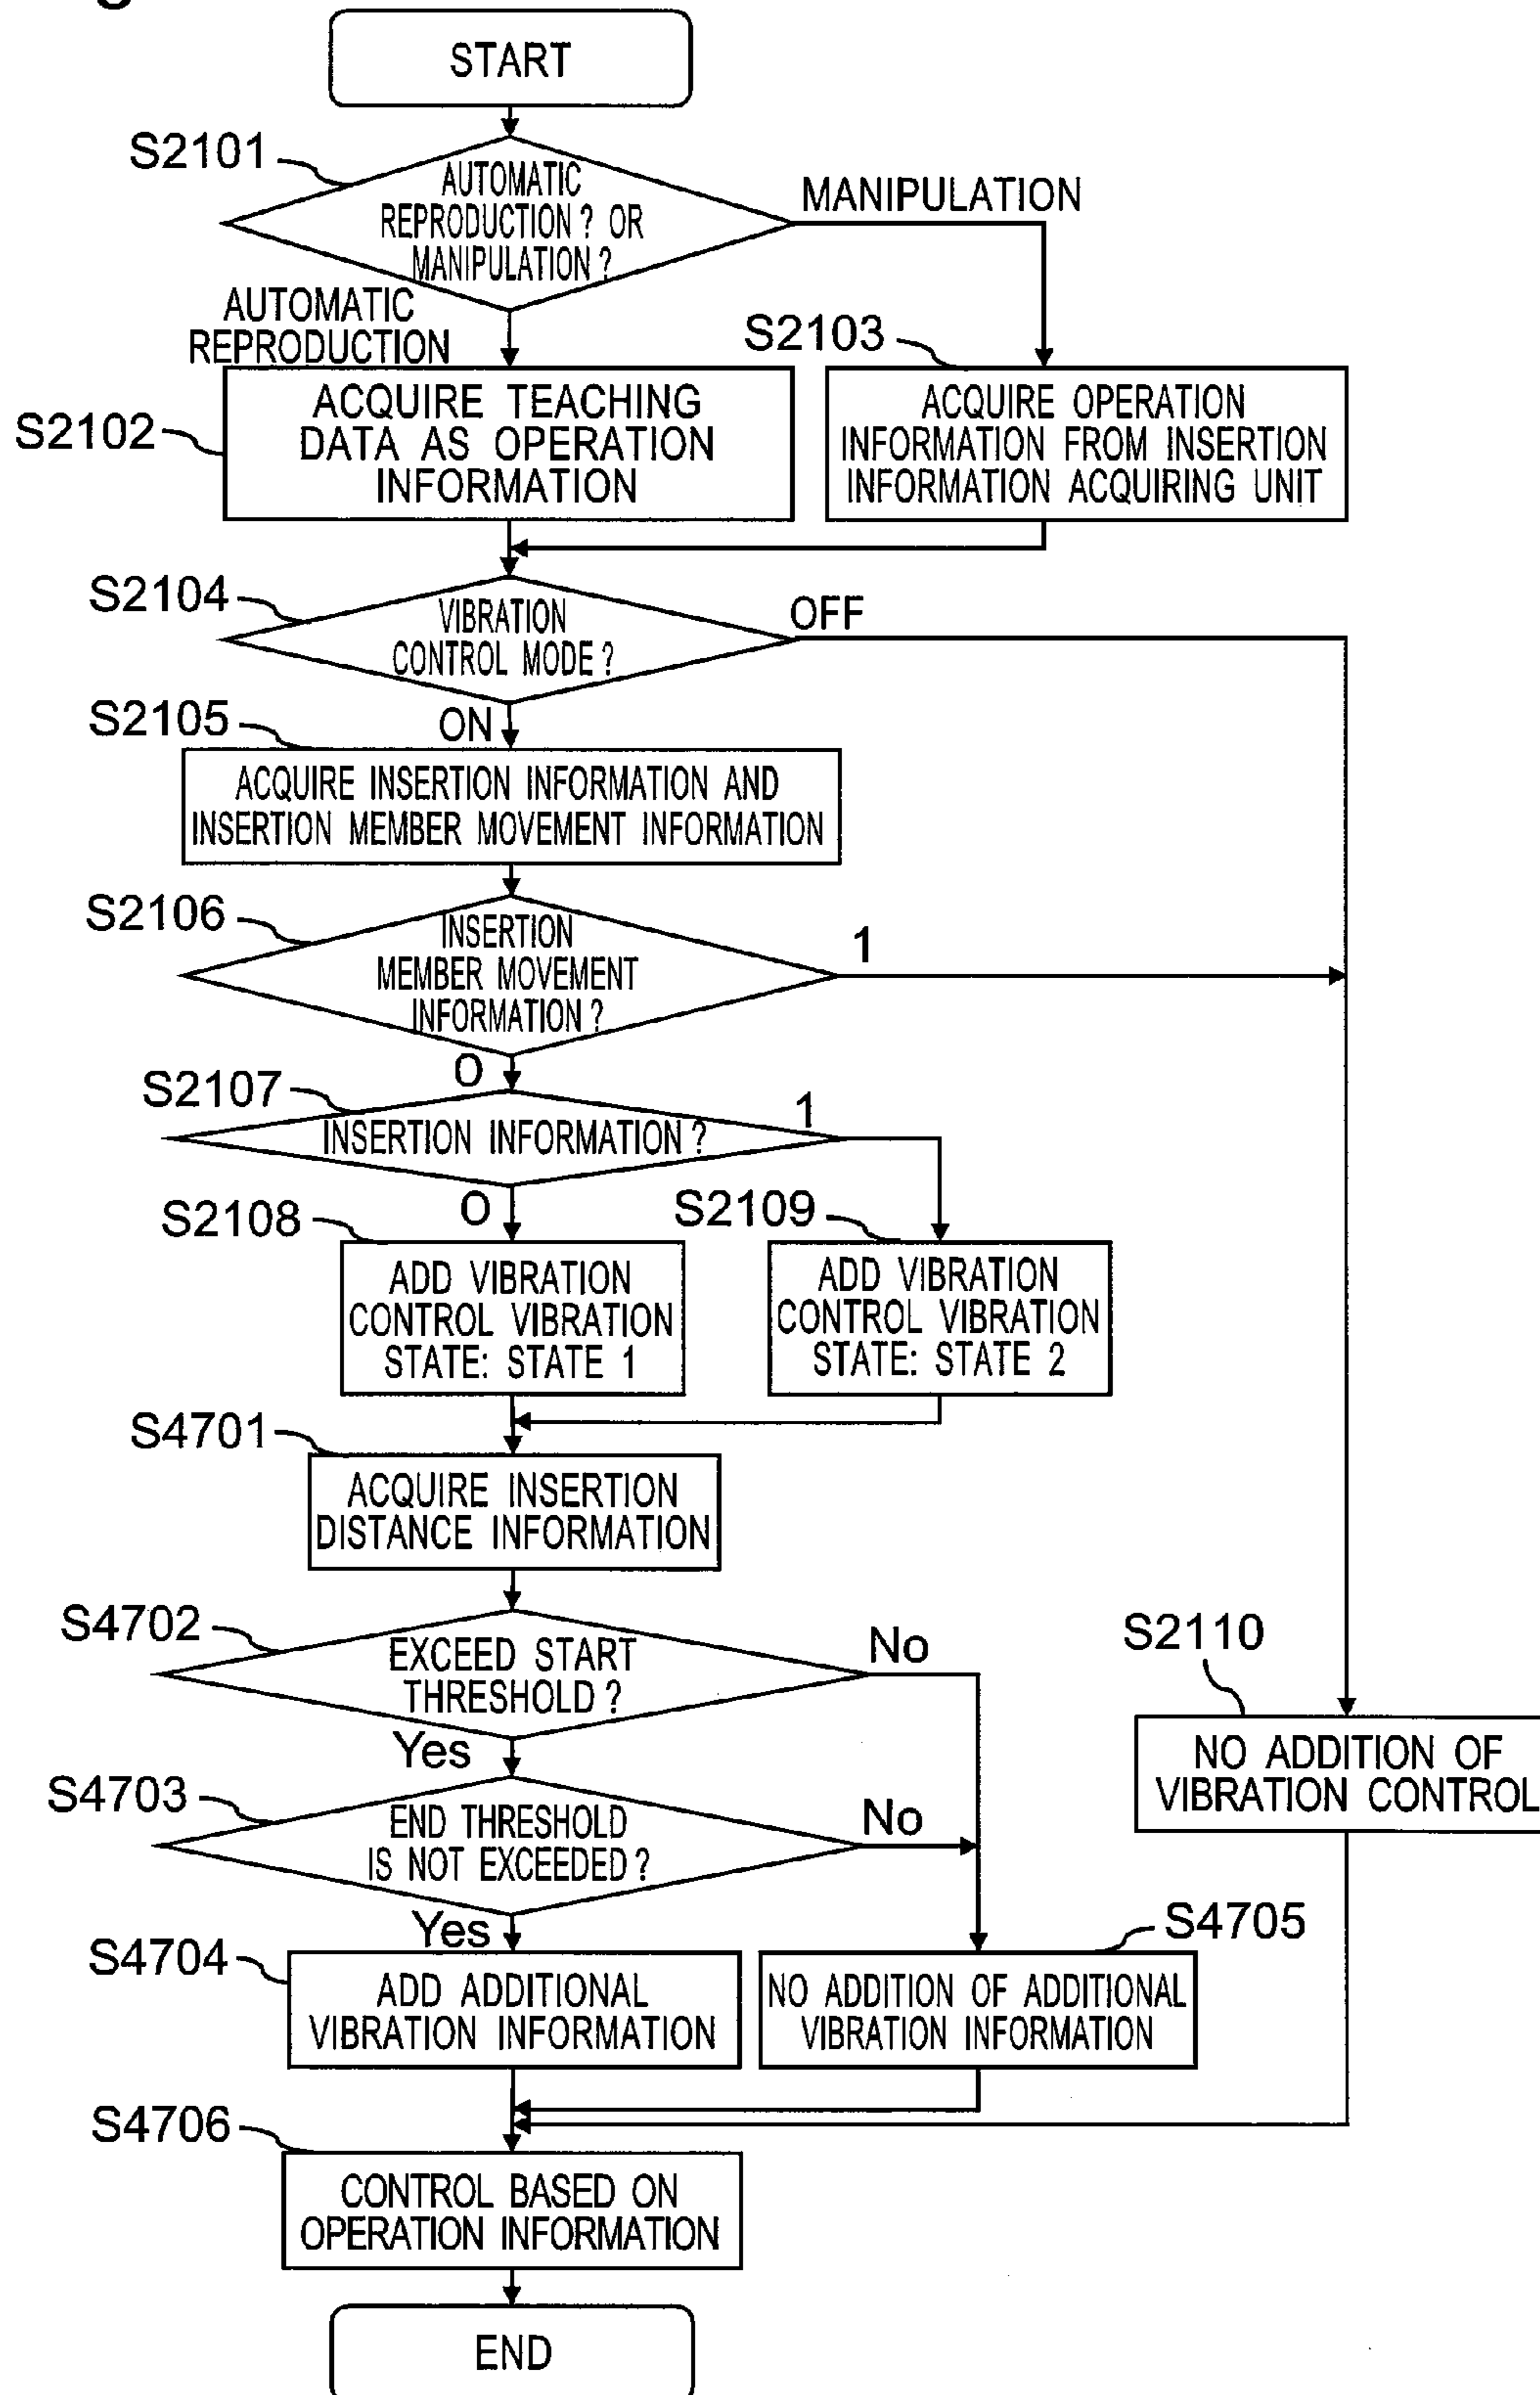 START
S2101
AUTOMATIC
REPRODUCTION? OR
MANIPULATION?
MANIPULATION
AUTOMATIC
REPRODUCTION
S2102
ACQUIRE TEACHING
DATA AS OPERATION
INFORMATION
S2103
ACQUIRE OPERATION
INFORMATION FROM INSERTION
INFORMATION ACQUIRING UNIT
S2104
VIBRATION
CONTROL MODE?
OFF
ON
S2105
ACQUIRE INSERTION INFORMATION AND
INSERTION MEMBER MOVEMENT INFORMATION
S2106
INSERTION
MEMBER MOVEMENT
INFORMATION?
1
0
S2107
INSERTION INFORMATION?
1
0
S2108
ADD VIBRATION
CONTROL VIBRATION
STATE: STATE 1
S2109
ADD VIBRATION
CONTROL VIBRATION
STATE: STATE 2
S4701
ACQUIRE INSERTION
DISTANCE INFORMATION
S4702
EXCEED START
THRESHOLD?
No
Yes
S2110
NO ADDITION OF
VIBRATION CONTROL
S4703
END THRESHOLD
IS NOT EXCEEDED?
No
Yes
S4704
ADD ADDITIONAL
VIBRATION INFORMATION
S4705
NO ADDITION OF ADDITIONAL
VIBRATION INFORMATION
S4706
CONTROL BASED ON
OPERATION INFORMATION
END